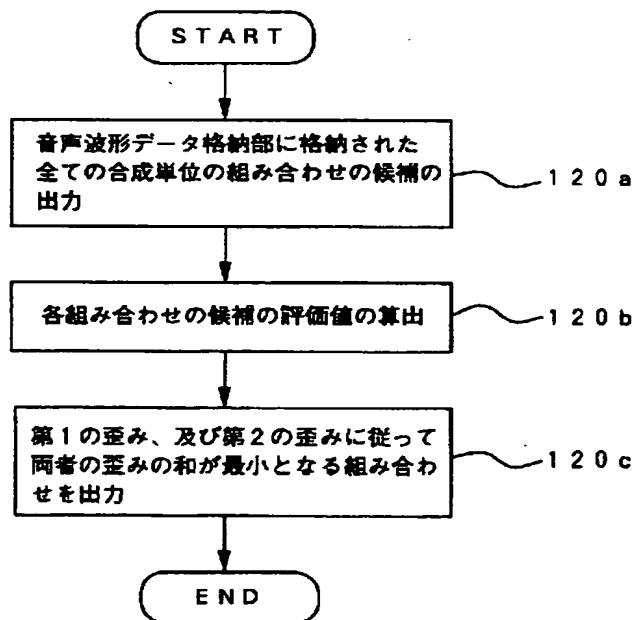 START
音声波形データ格納部に格納された
全ての合成単位の組み合わせの候補の
出力
120a
各組み合わせの候補の評価値の算出
120b
第1の歪み、及び第2の歪みに従って
両者の歪みの和が最小となる組み合わ
せを出力
120c
END